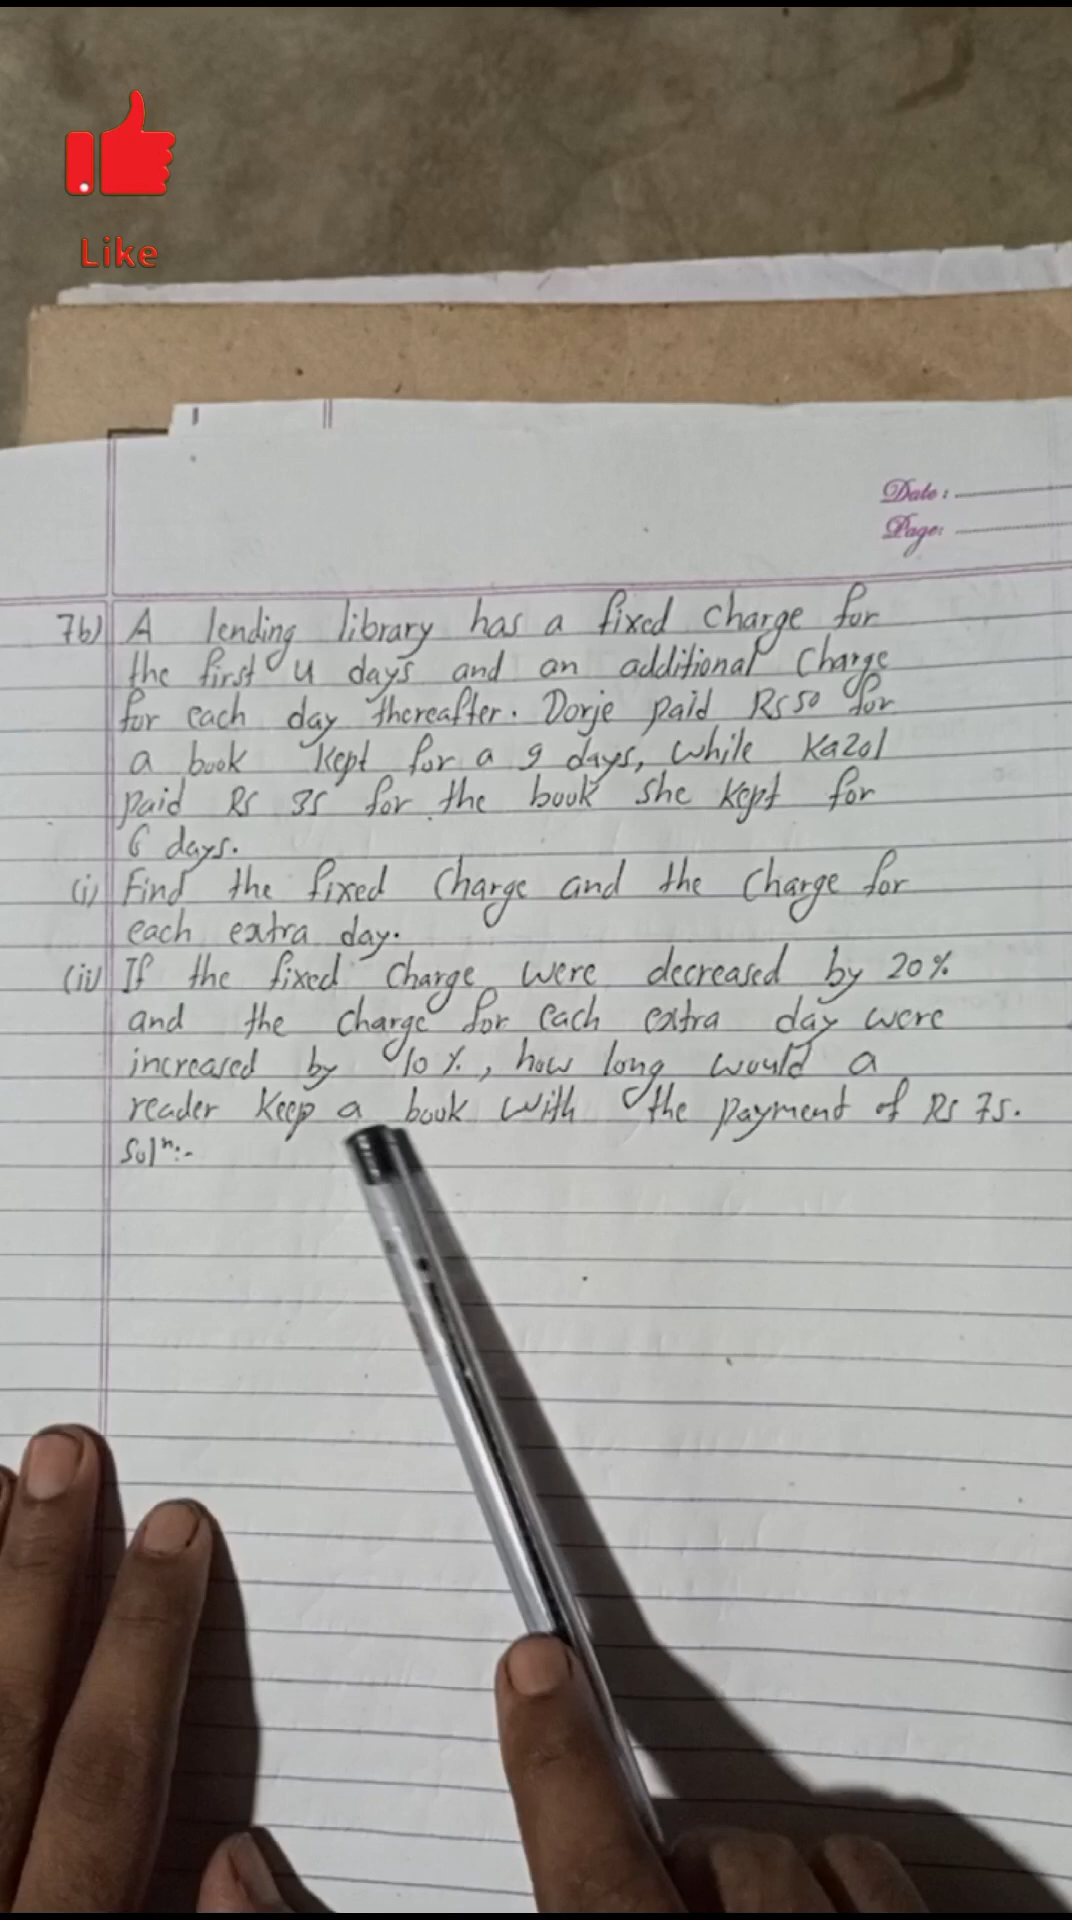 Like
Date:
Page:
7b) A lending library has a fixed charge for
the first 4 days and an additional charge
for each day thereafter. Dorje paid Rs 50 for
a book kept for a 9 days, while Kazol
paid Rs 35 for the book she kept for
6 days.
(i) Find the fixed charge and the charge for
each extra day.
(ii) If the fixed charge were decreased by 20%
and the charge for each extra day were
increased by 10%, how long would a
reader keep a book with the payment of Rs 75.
Solⁿ:-